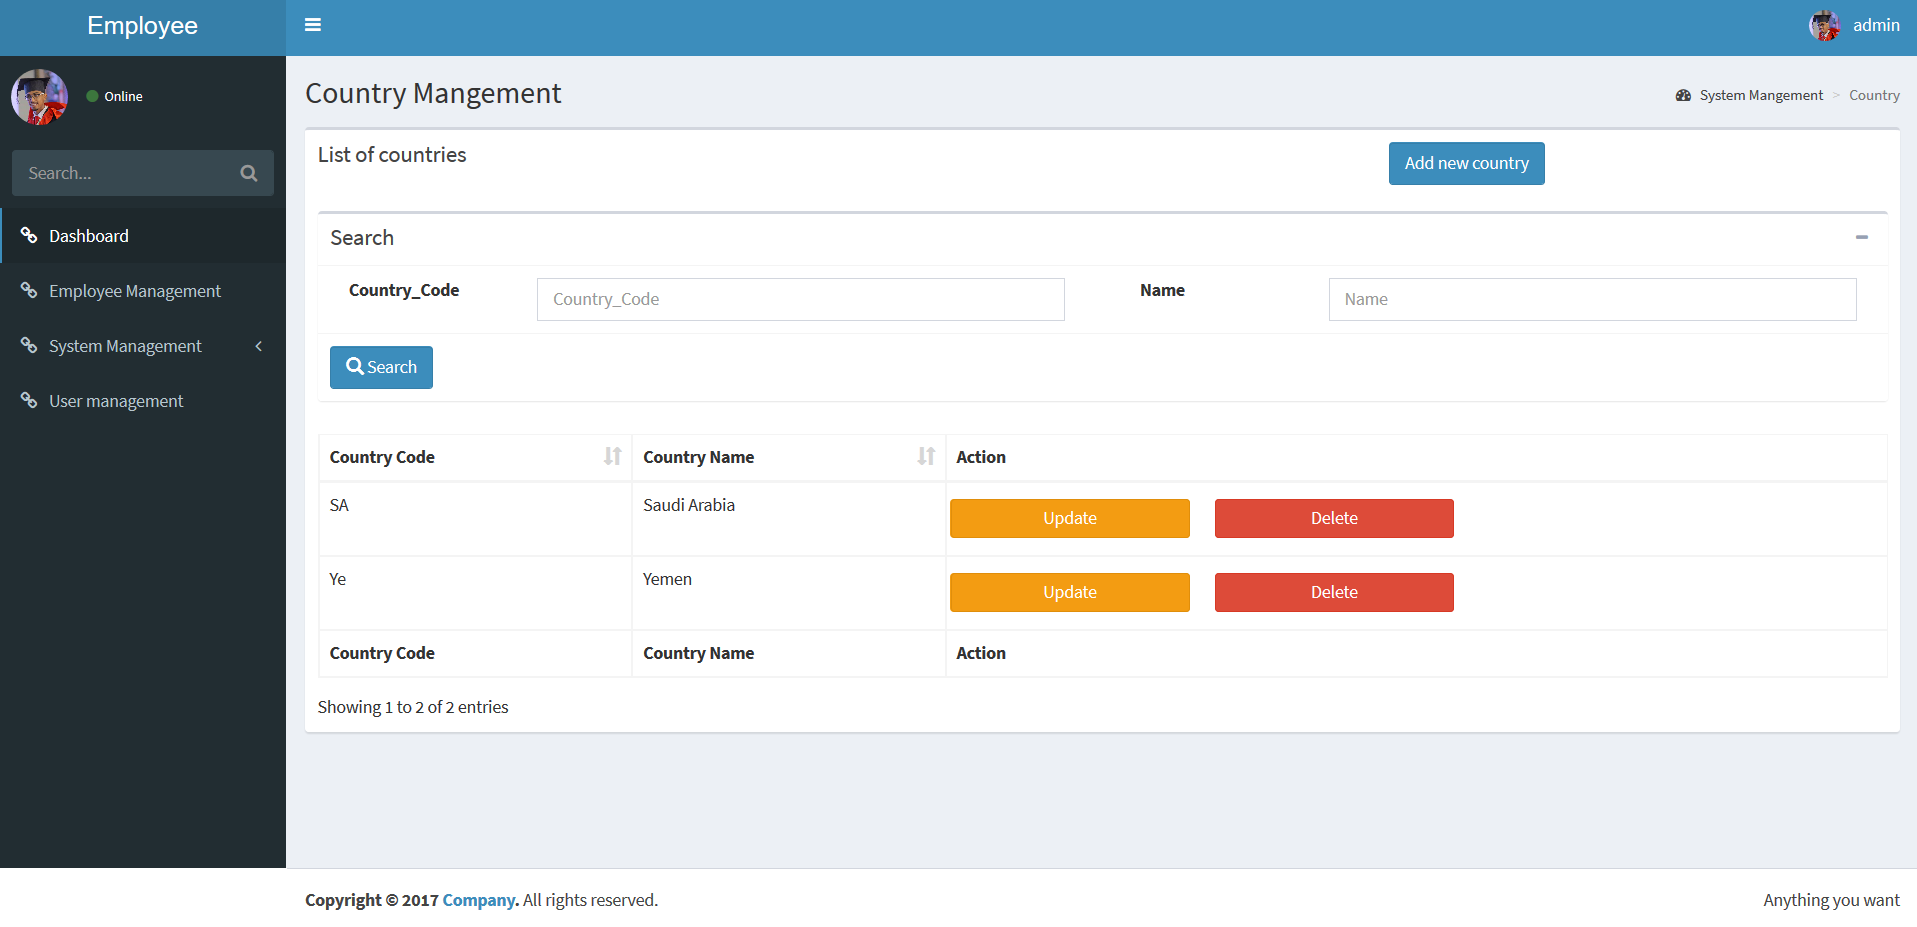 Employee
admin
Online
Search...
Dashboard
Employee Management
System Management
User management
Country Mangement
System Mangement > Country
List of countries
Add new country
Search
Country_Code Country_Code Name Name
Search
Country Code Country Name Action
SA Saudi Arabia Update Delete
Ye Yemen Update Delete
Country Code Country Name Action
Showing 1 to 2 of 2 entries
Copyright © 2017 Company. All rights reserved.
Anything you want